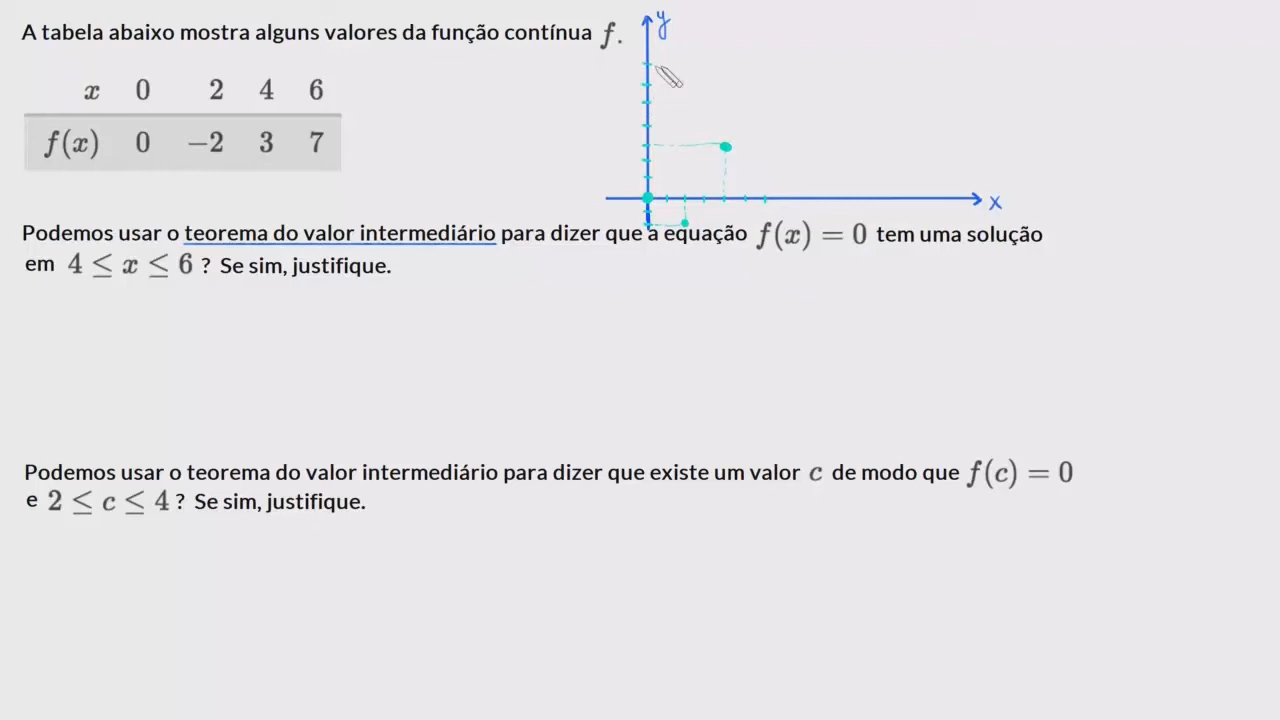 A tabela abaixo mostra alguns valores da função contínua f.
y
x 0 2 4 6
f(x) 0 −2 3 7
x
Podemos usar o teorema do valor intermediário para dizer que a equação f(x) = 0 tem uma solução
em 4 ≤ x ≤ 6 ? Se sim, justifique.
Podemos usar o teorema do valor intermediário para dizer que existe um valor c de modo que f(c) = 0
e 2 ≤ c ≤ 4 ? Se sim, justifique.